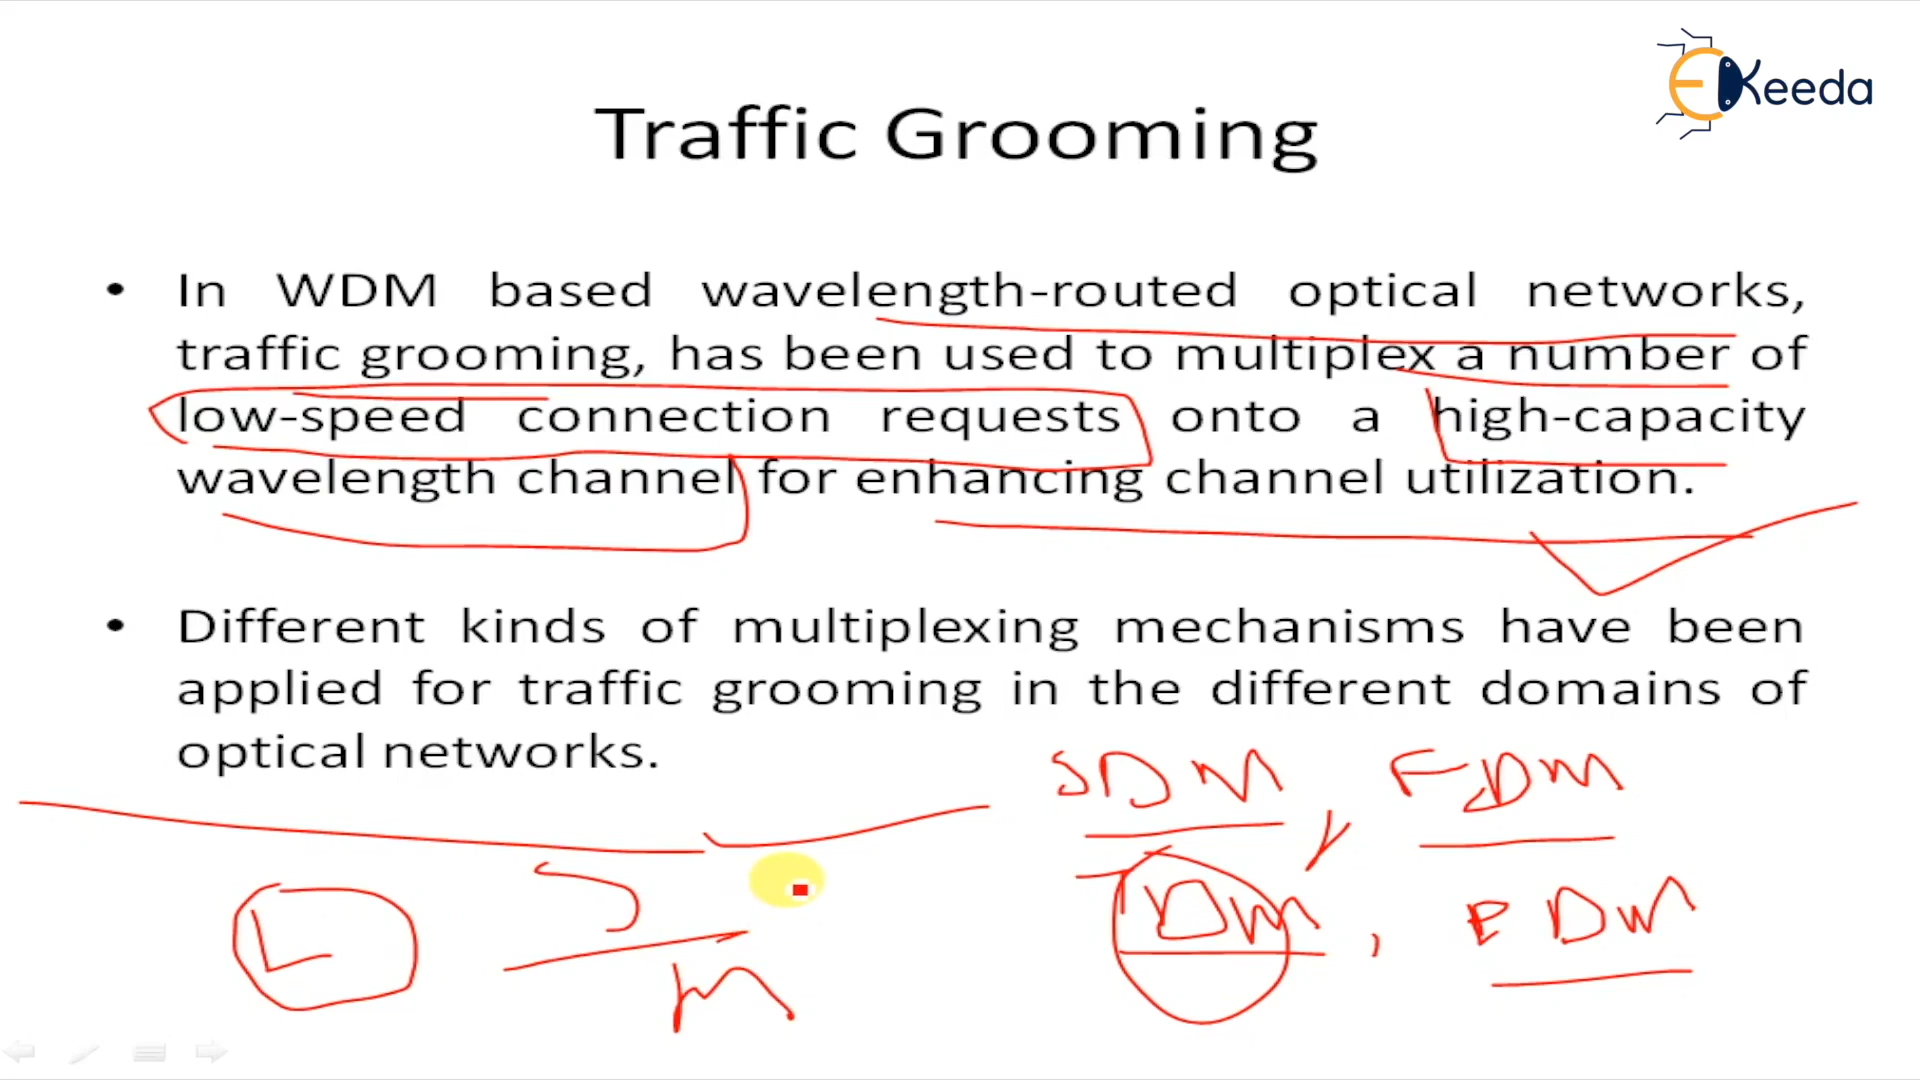 EKeeda
Traffic Grooming
• In WDM based wavelength-routed optical networks,
traffic grooming, has been used to multiplex a number of
low-speed connection requests onto a high-capacity
wavelength channel for enhancing channel utilization.
• Different kinds of multiplexing mechanisms have been
applied for traffic grooming in the different domains of
optical networks.
SDM, FDM
TDM, PDM
L
m